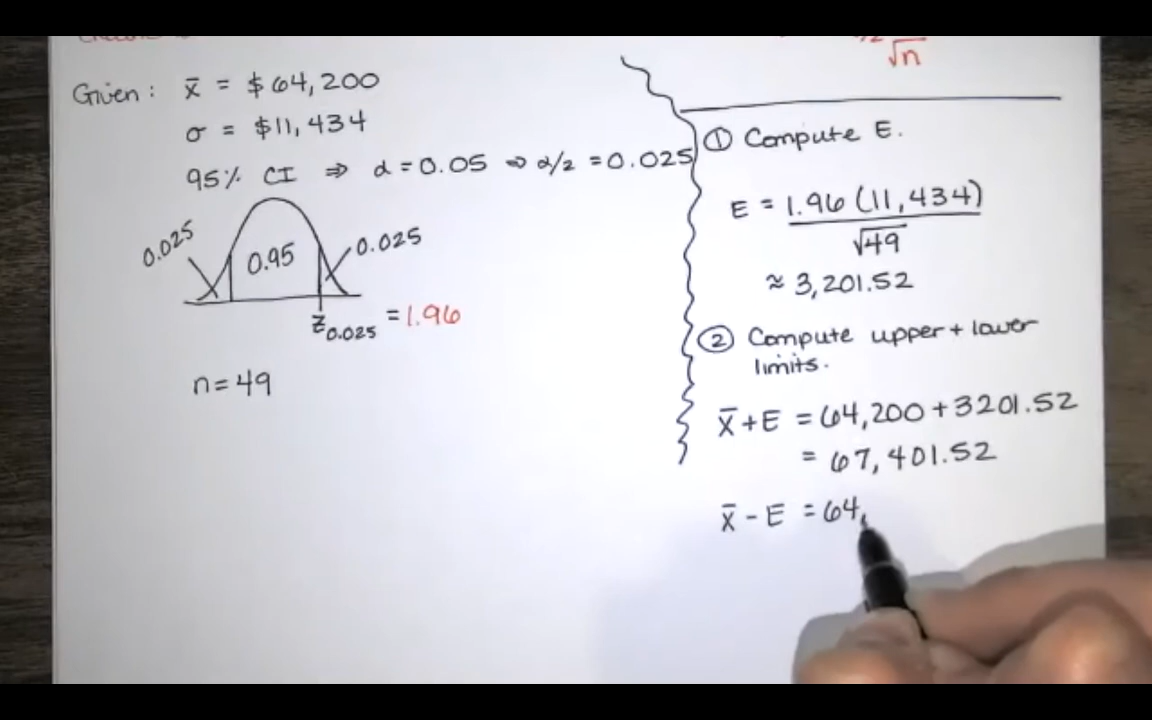 √n
Given: x̄ = $64,200
σ = $11,434
95% CI ⇒ α = 0.05 ⇒ α/2 = 0.025
0.025
0.95
0.025
z0.025 = 1.96
n = 49
① Compute E.
E = 1.96 (11,434)
√49
≈ 3,201.52
② Compute upper + lower
limits.
x̄ + E = 64,200 + 3201.52
= 67,401.52
x̄ - E = 64,